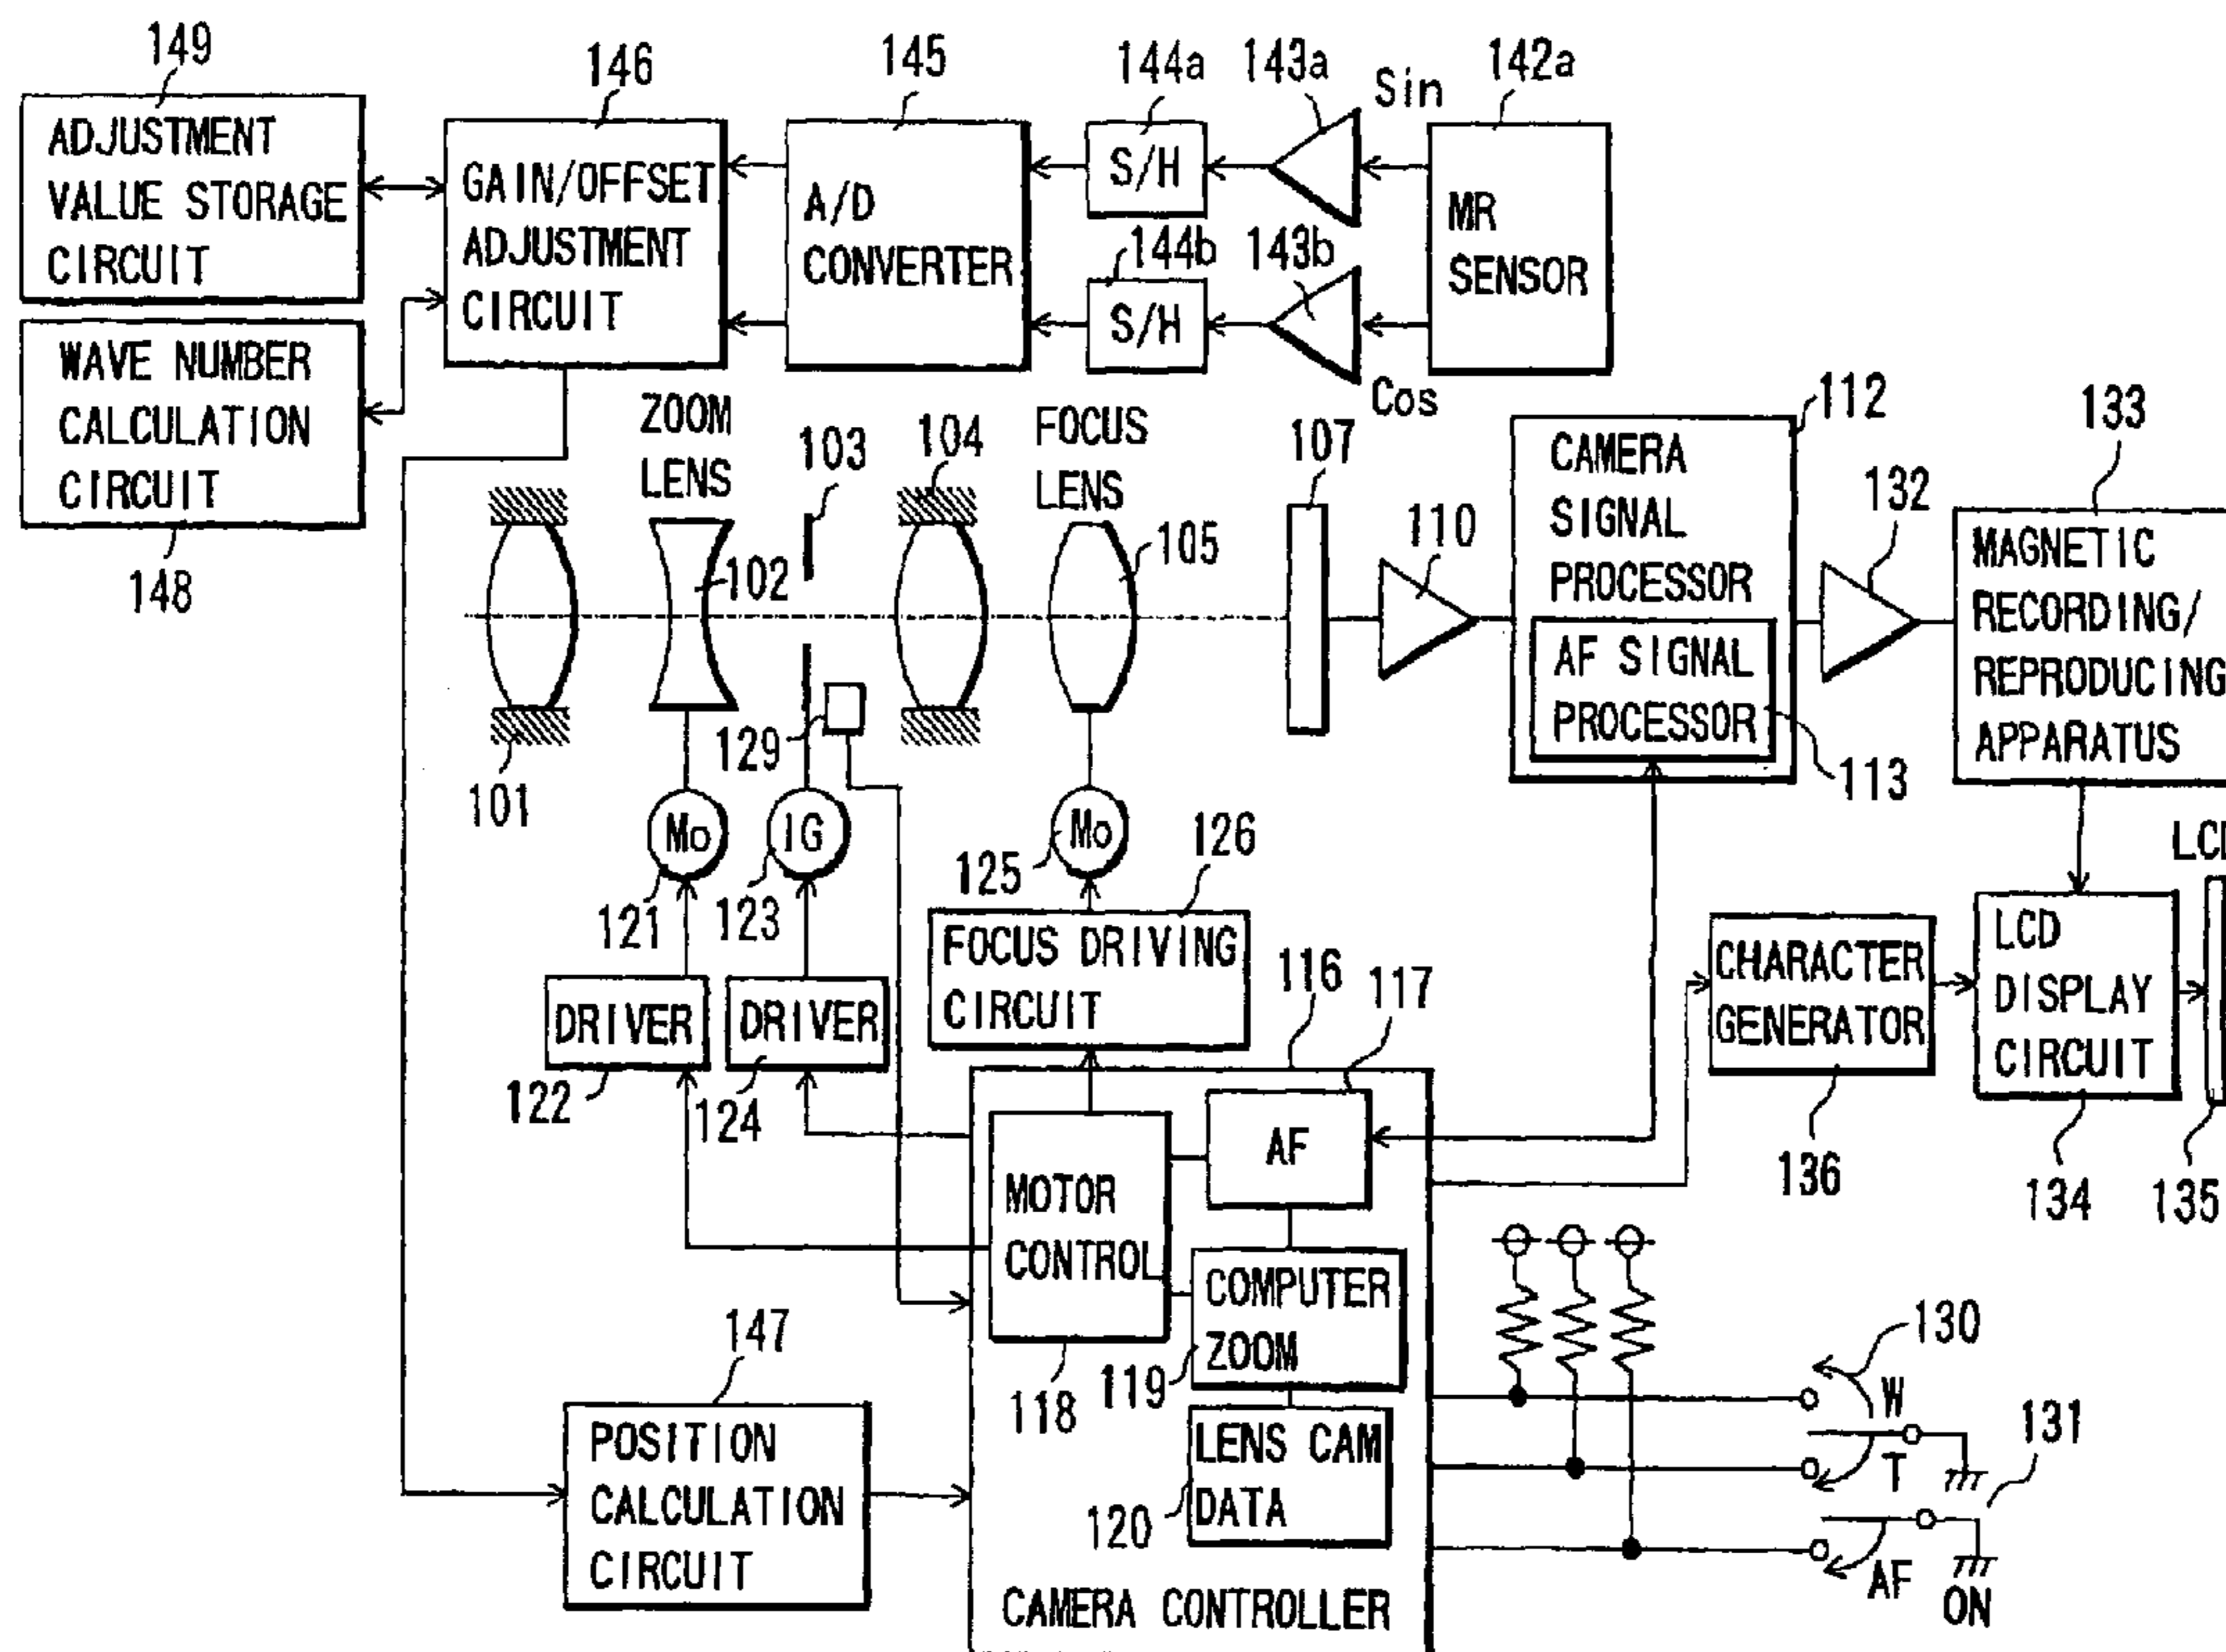 149
ADJUSTMENT
VALUE STORAGE
CIRCUIT
146
GAIN/OFFSET
ADJUSTMENT
CIRCUIT
145
A/D
CONVERTER
144a
S/H
144b
S/H
143a
Sin
143b
Cos
142a
MR
SENSOR
WAVE NUMBER
CALCULATION
CIRCUIT
148
101
ZOOM
LENS
102
103
104
FOCUS
LENS
105
107
110
112
CAMERA
SIGNAL
PROCESSOR
AF SIGNAL
PROCESSOR
113
132
133
MAGNETIC
RECORDING/
REPRODUCING
APPARATUS
129
Mo
121
IG
123
Mo
125
126
FOCUS DRIVING
CIRCUIT
DRIVER
122
DRIVER
124
116
117
AF
MOTOR
CONTROL
118
COMPUTER
ZOOM
119
LENS CAM
DATA
120
CAMERA CONTROLLER
CHARACTER
GENERATOR
136
LCD
DISPLAY
CIRCUIT
134
LCD
135
147
POSITION
CALCULATION
CIRCUIT
130
W
T
131
AF
ON